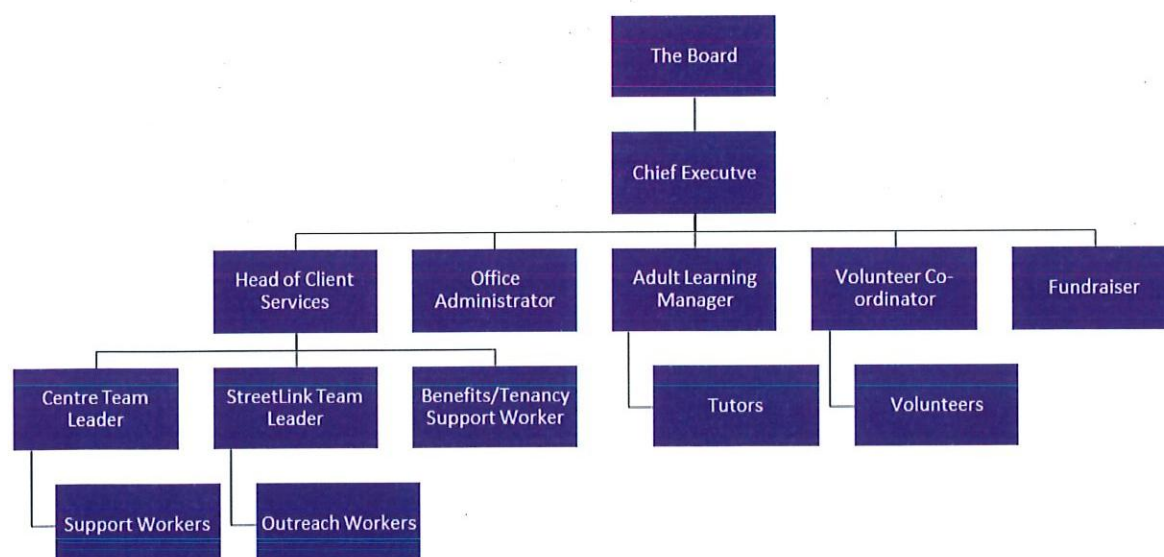 The Board
Chief Executve
Head of Client
Services
Office
Administrator
Adult Learning
Manager
Volunteer Co-
ordinator
Fundraiser
Centre Team
Leader
StreetLink Team
Leader
Benefits/Tenancy
Support Worker
Tutors
Volunteers
Support Workers
Outreach Workers